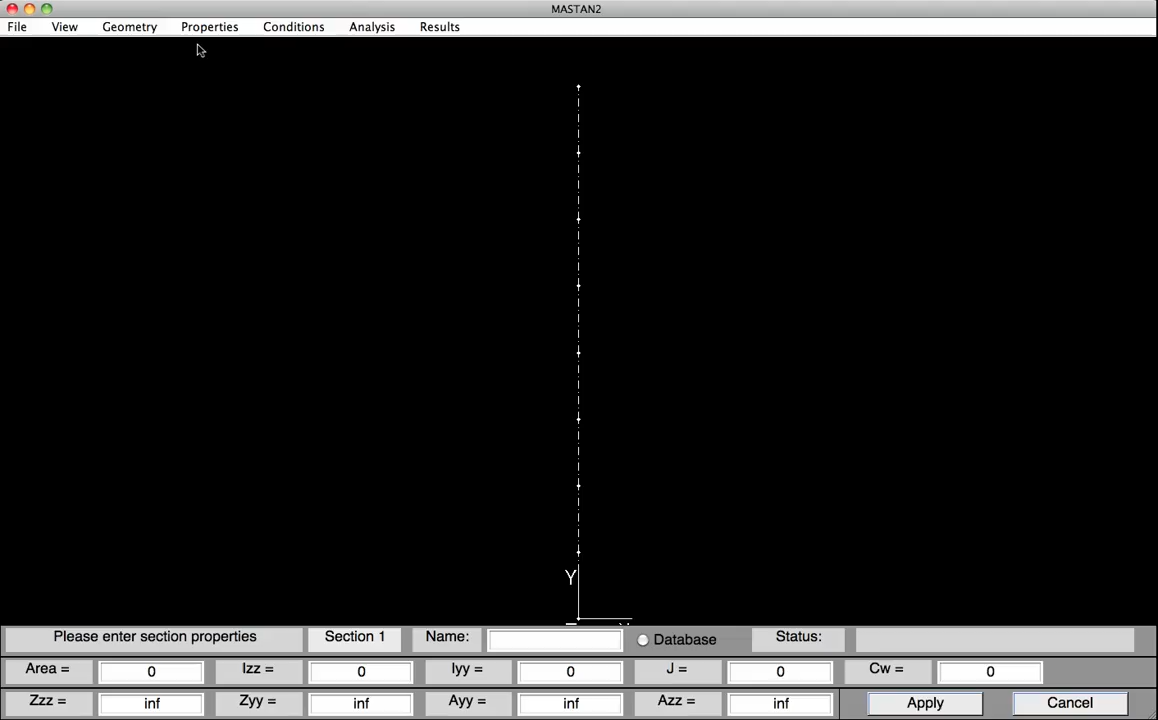 MASTAN2
File View Geometry Properties Conditions Analysis Results
Y
Please enter section properties Section 1 Name: Database Status:
Area = 0 Izz = 0 Iyy = 0 J = 0 Cw = 0
Zzz = inf Zyy = inf Ayy = inf Azz = inf Apply Cancel